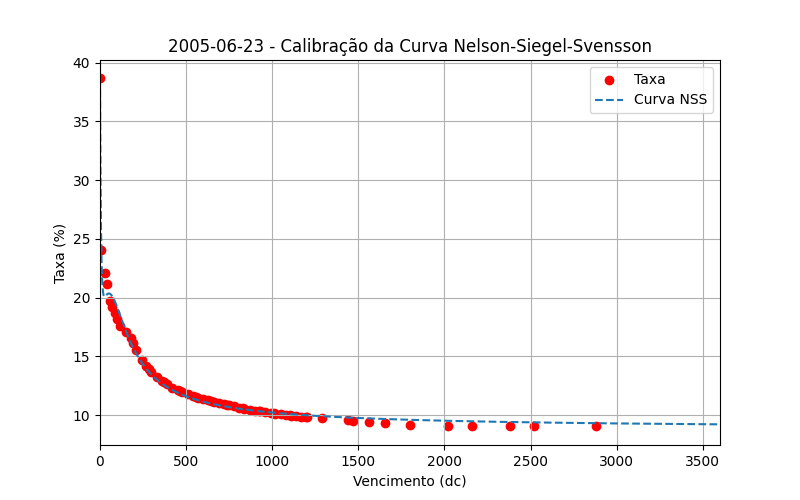 2005-06-23 - Calibração da Curva Nelson-Siegel-Svensson
Taxa
Curva NSS
Taxa (%)
40
35
30
25
20
15
10
0 500 1000 1500 2000 2500 3000 3500
Vencimento (dc)